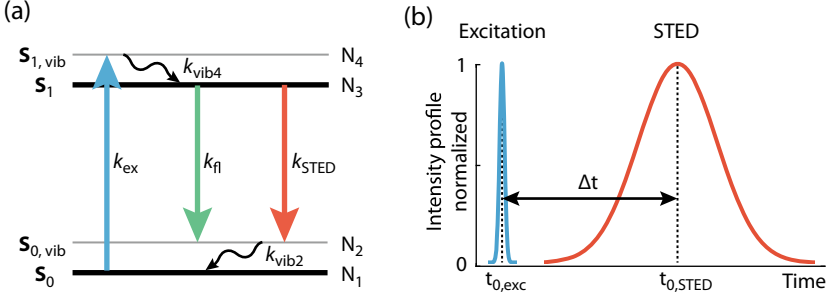 (a)
S1, vib
N4
kvib4
S1
N3
kex
kfl
kSTED
S0, vib
N2
kvib2
S0
N1
(b)
Excitation
STED
Intensity profile
normalized
1
Δt
0
t0,exc
t0,STED
Time